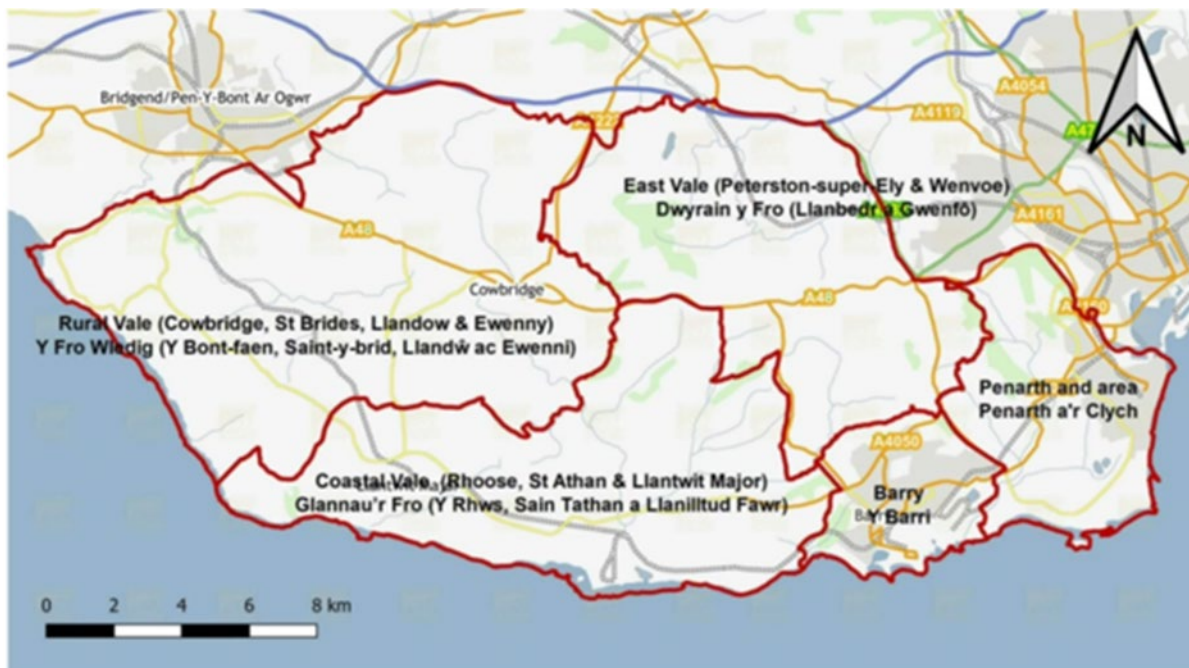 Bridgend/Pen-Y-Bont Ar Ogwr
A4054
A4119
N
East Vale (Peterston-super-Ely & Wenvoe)
Dwyrain y Fro (Llanbedr a Gwenfô)
A4161
A48
Cowbridge
A48
Rural Vale (Cowbridge, St Brides, Llandow & Ewenny)
Y Fro Wledig (Y Bont-faen, Saint-y-brid, Llandŵ ac Ewenni)
Penarth and area
Penarth a'r Clych
A4050
Coastal Vale (Rhoose, St Athan & Llantwit Major)
Glannau'r Fro (Y Rhws, Sain Tathan a Llanilltud Fawr)
Barry
Y Barri
0 2 4 6 8 km